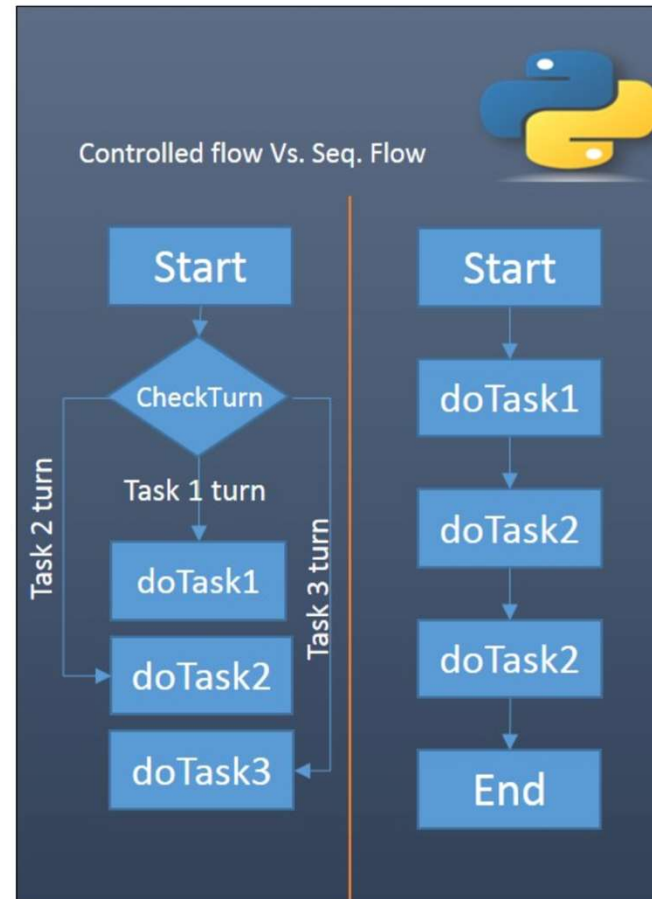 Controlled flow Vs. Seq. Flow
Start
CheckTurn
Task 1 turn
Task 2 turn
Task 3 turn
doTask1
doTask2
doTask3
Start
doTask1
doTask2
doTask2
End